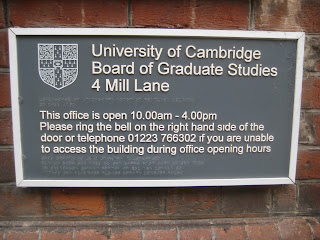 University of Cambridge
Board of Graduate Studies
4 Mill Lane
This office is open 10.00am - 4.00pm
Please ring the bell on the right hand side of the
door or telephone 01223 766302 if you are unable
to access the building during office opening hours